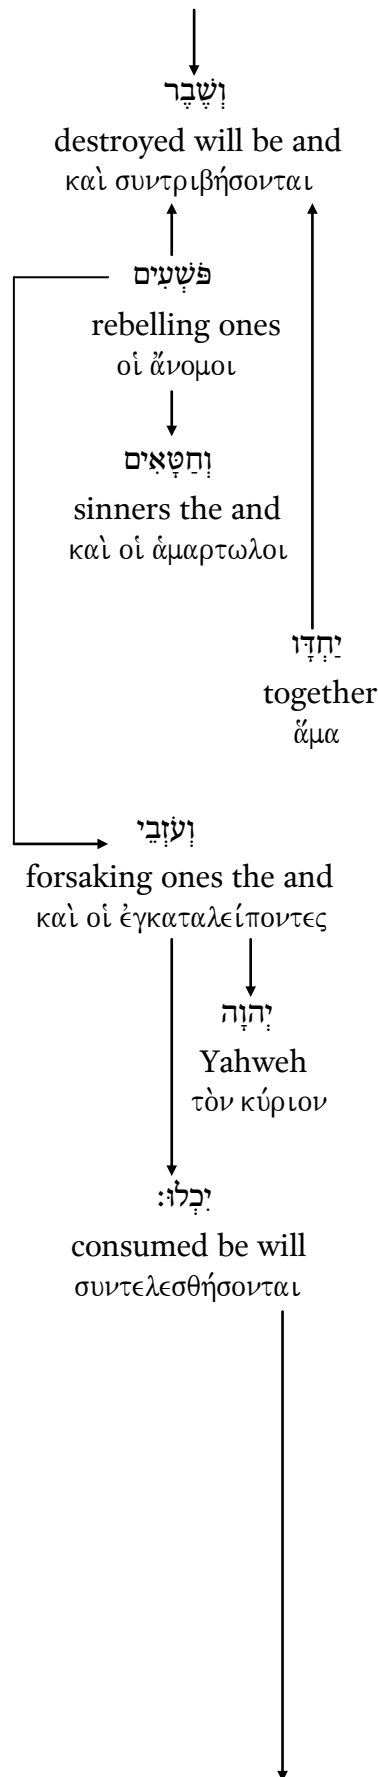 וְשֶׁבֶר
destroyed will be and
καὶ συντριβήσονται
פֹּשְׁעִים
rebelling ones
οἱ ἄνομοι
וְחַטָּאִים
sinners the and
καὶ οἱ ἁμαρτωλοι
יַחְדָּו
together
ἅμα
וְעֹזְבֵי
forsaking ones the and
καὶ οἱ ἐγκαταλείποντες
יְהוָה
Yahweh
τὸν κύριον
יִכְלוּ׃
consumed be will
συντελεσθήσονται